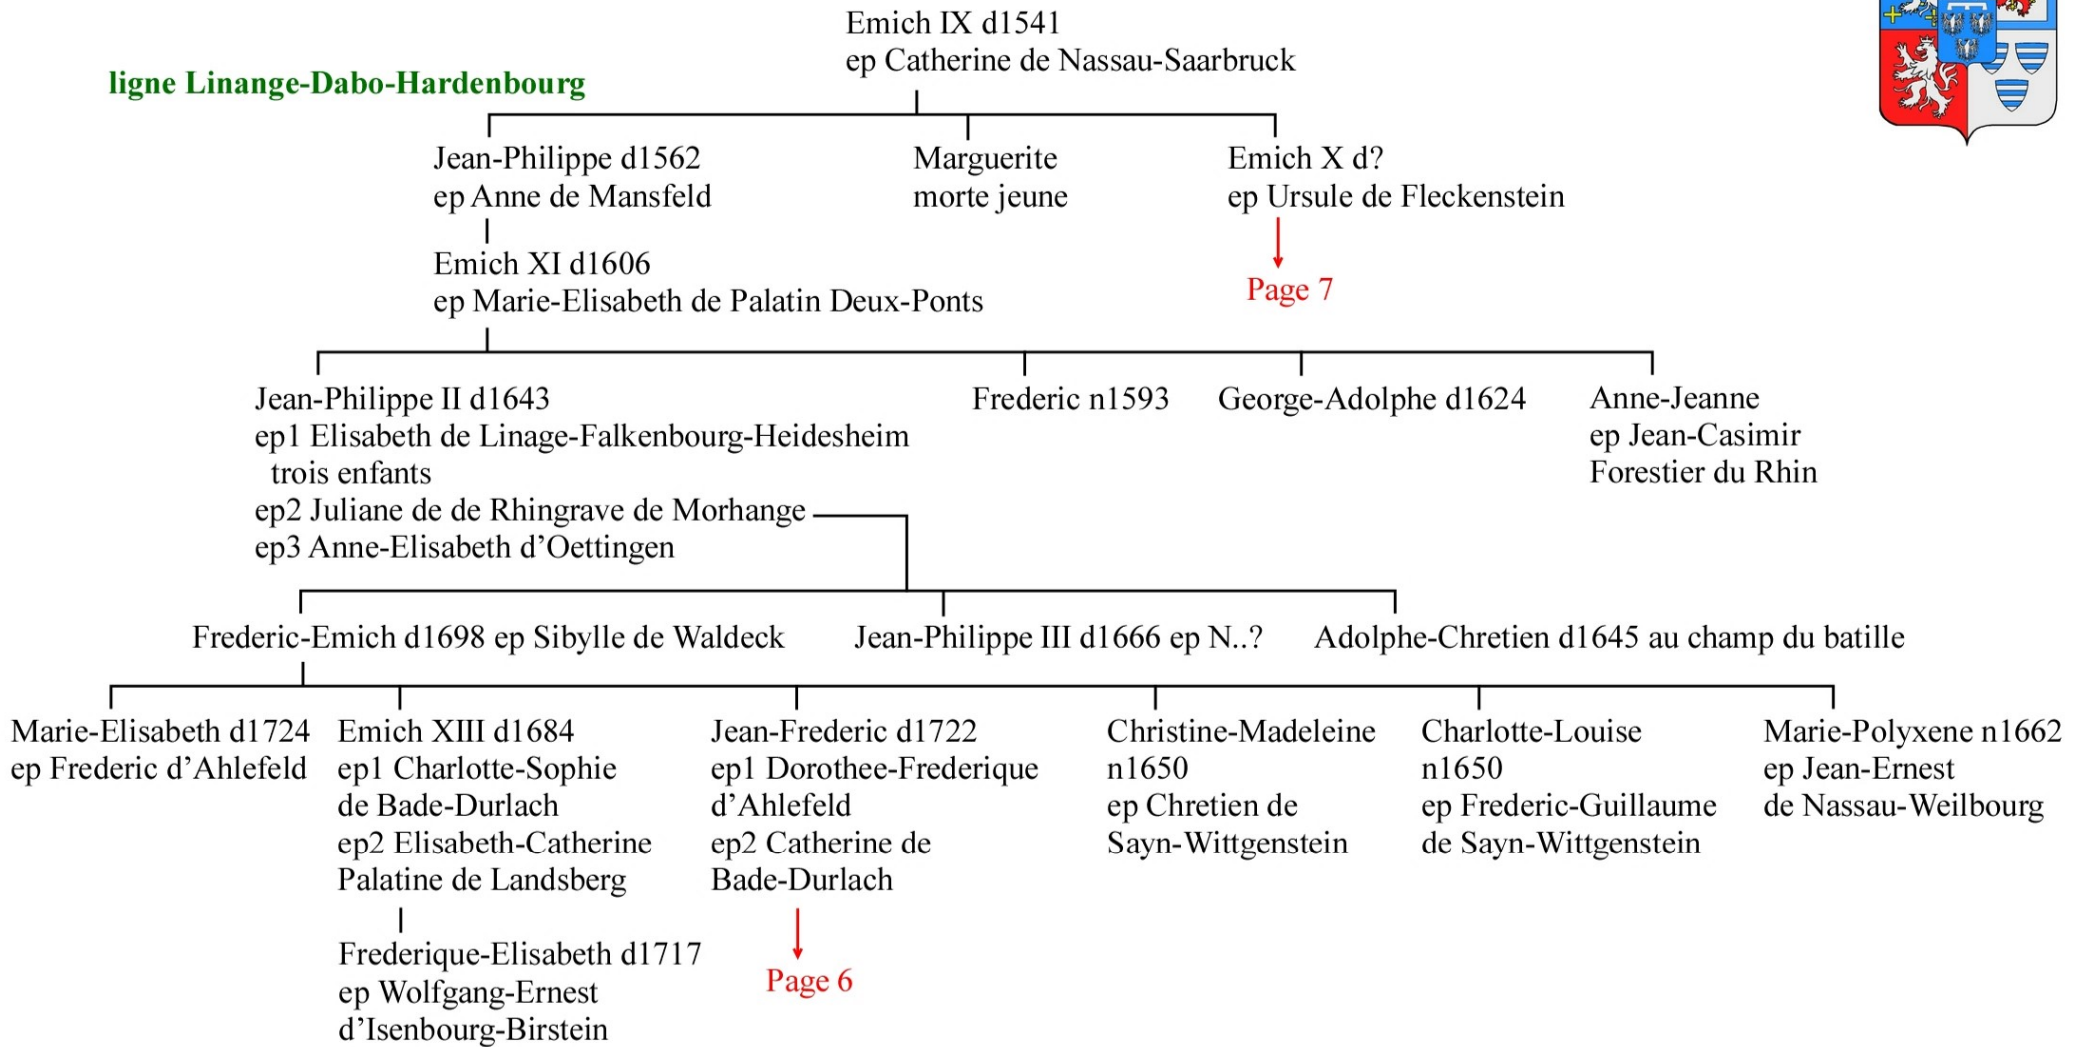 Emich IX d1541
ep Catherine de Nassau-Saarbruck
ligne Linange-Dabo-Hardenbourg
Jean-Philippe d1562
ep Anne de Mansfeld
Marguerite
morte jeune
Emich X d?
ep Ursule de Fleckenstein
Page 7
Emich XI d1606
ep Marie-Elisabeth de Palatin Deux-Ponts
Jean-Philippe II d1643
ep1 Elisabeth de Linage-Falkenbourg-Heidesheim
trois enfants
ep2 Juliane de de Rhingrave de Morhange
ep3 Anne-Elisabeth d’Oettingen
Frederic n1593
George-Adolphe d1624
Anne-Jeanne
ep Jean-Casimir
Forestier du Rhin
Frederic-Emich d1698 ep Sibylle de Waldeck
Jean-Philippe III d1666 ep N..?
Adolphe-Chretien d1645 au champ du batille
Marie-Elisabeth d1724
ep Frederic d’Ahlefeld
Emich XIII d1684
ep1 Charlotte-Sophie
de Bade-Durlach
ep2 Elisabeth-Catherine
Palatine de Landsberg
Frederique-Elisabeth d1717
ep Wolfgang-Ernest
d’Isenbourg-Birstein
Jean-Frederic d1722
ep1 Dorothee-Frederique
d’Ahlefeld
ep2 Catherine de
Bade-Durlach
Page 6
Christine-Madeleine
n1650
ep Chretien de
Sayn-Wittgenstein
Charlotte-Louise
n1650
ep Frederic-Guillaume
de Sayn-Wittgenstein
Marie-Polyxene n1662
ep Jean-Ernest
de Nassau-Weilbourg